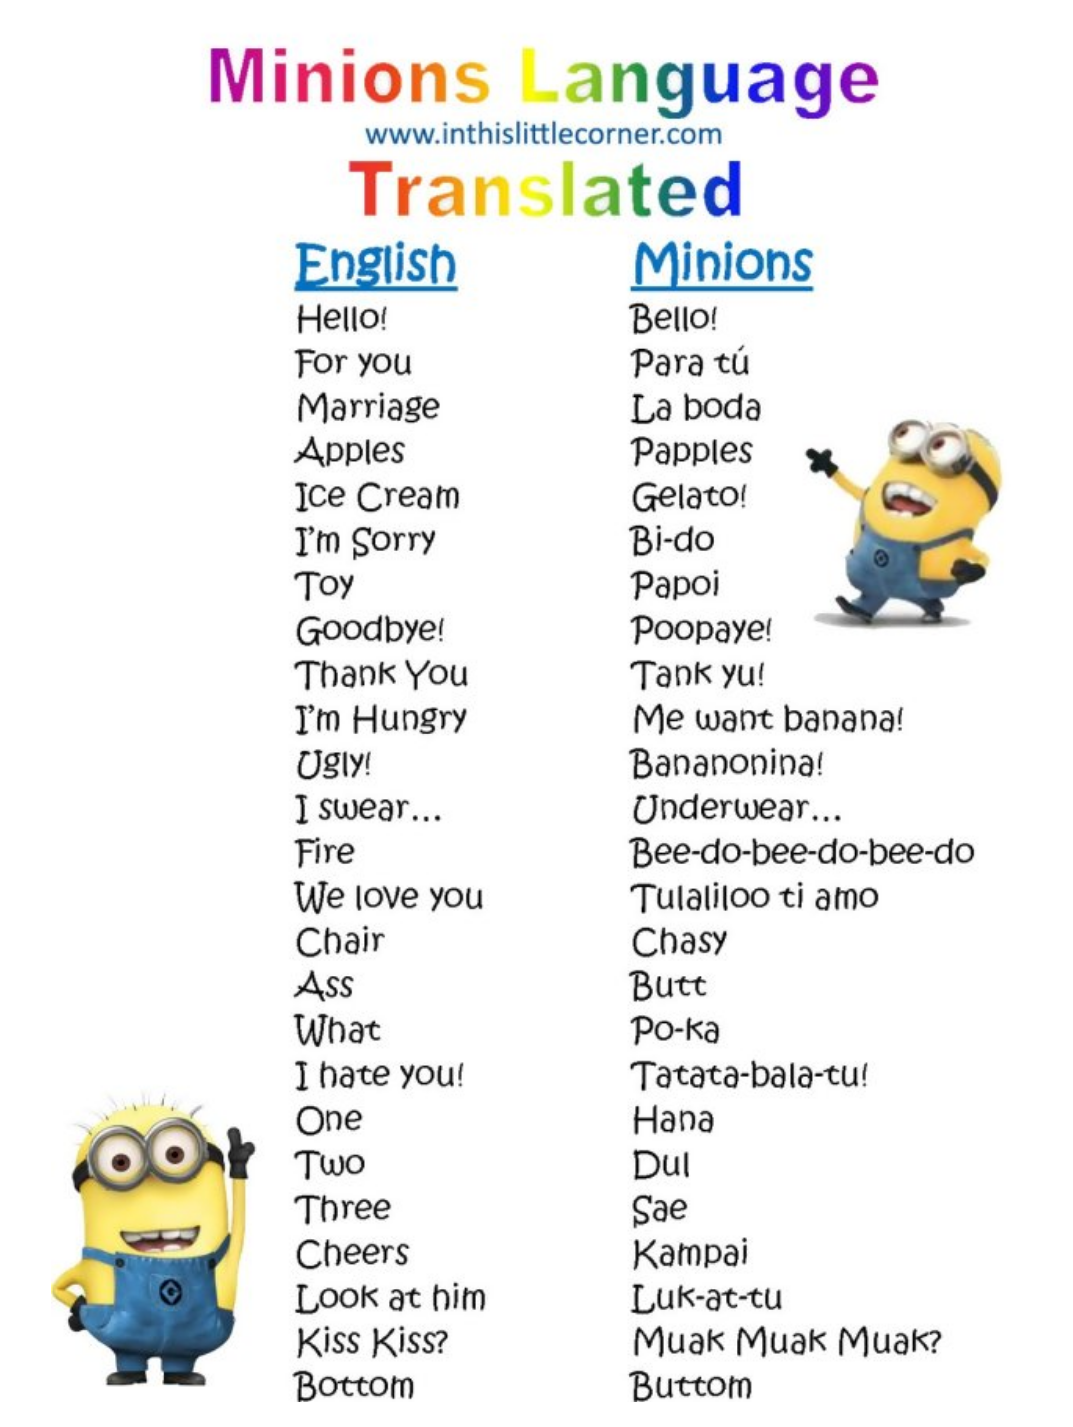 Minions Language
www.inthislittlecorner.com
Translated
English Minions
Hello! Bello!
For you Para tú
Marriage La boda
Apples Papples
Ice Cream Gelato!
I'm Sorry Bi-do
Toy Papoi
Goodbye! Poopaye!
Thank You Tank yu!
I'm Hungry Me want banana!
Ugly! Bananonina!
I swear... Underwear...
Fire Bee-do-bee-do-bee-do
We love you Tulaliloo ti amo
Chair Chasy
Ass Butt
What Po-ka
I hate you! Tatata-bala-tu!
One Hana
Two Dul
Three Sae
Cheers Kampai
Look at him Luk-at-tu
Kiss Kiss? Muak Muak Muak?
Bottom Buttom